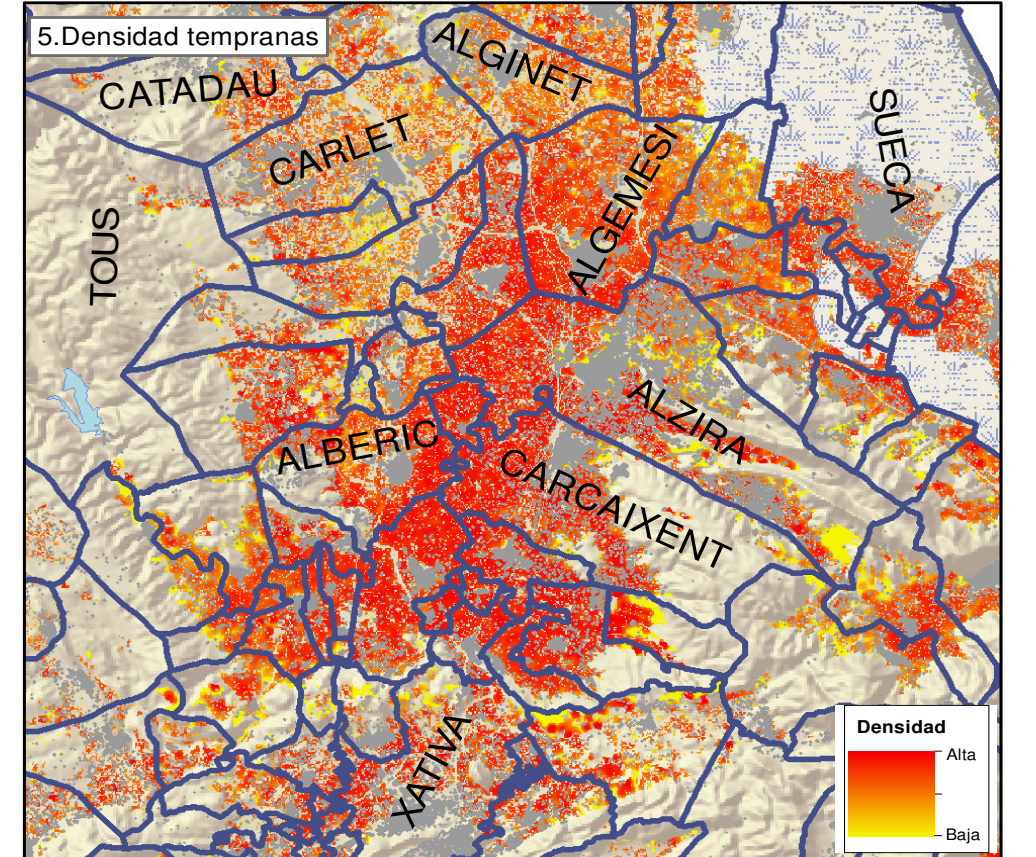 5.Densidad tempranas
ALGINET
CATADAU
CARLET
ALGEMESI
SUECA
TOUS
ALZIRA
ALBERIC
CARCAIXENT
XATIVA
Densidad
Alta
Baja